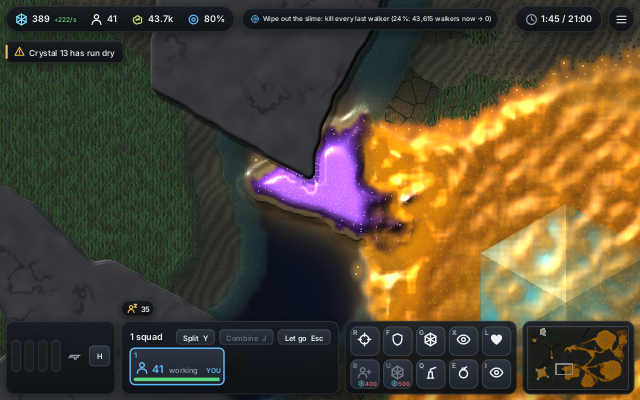 389 +222/s 41 43.7k 80%
Wipe out the slime: kill every last walker (24%: 43,615 walkers now → 0)
1:45 / 21:00
Crystal 13 has run dry
35
H
1 squad
Split Y
Combine J
Let go Esc
1
41 working YOU
R F G X L
B U Q E I
400 500